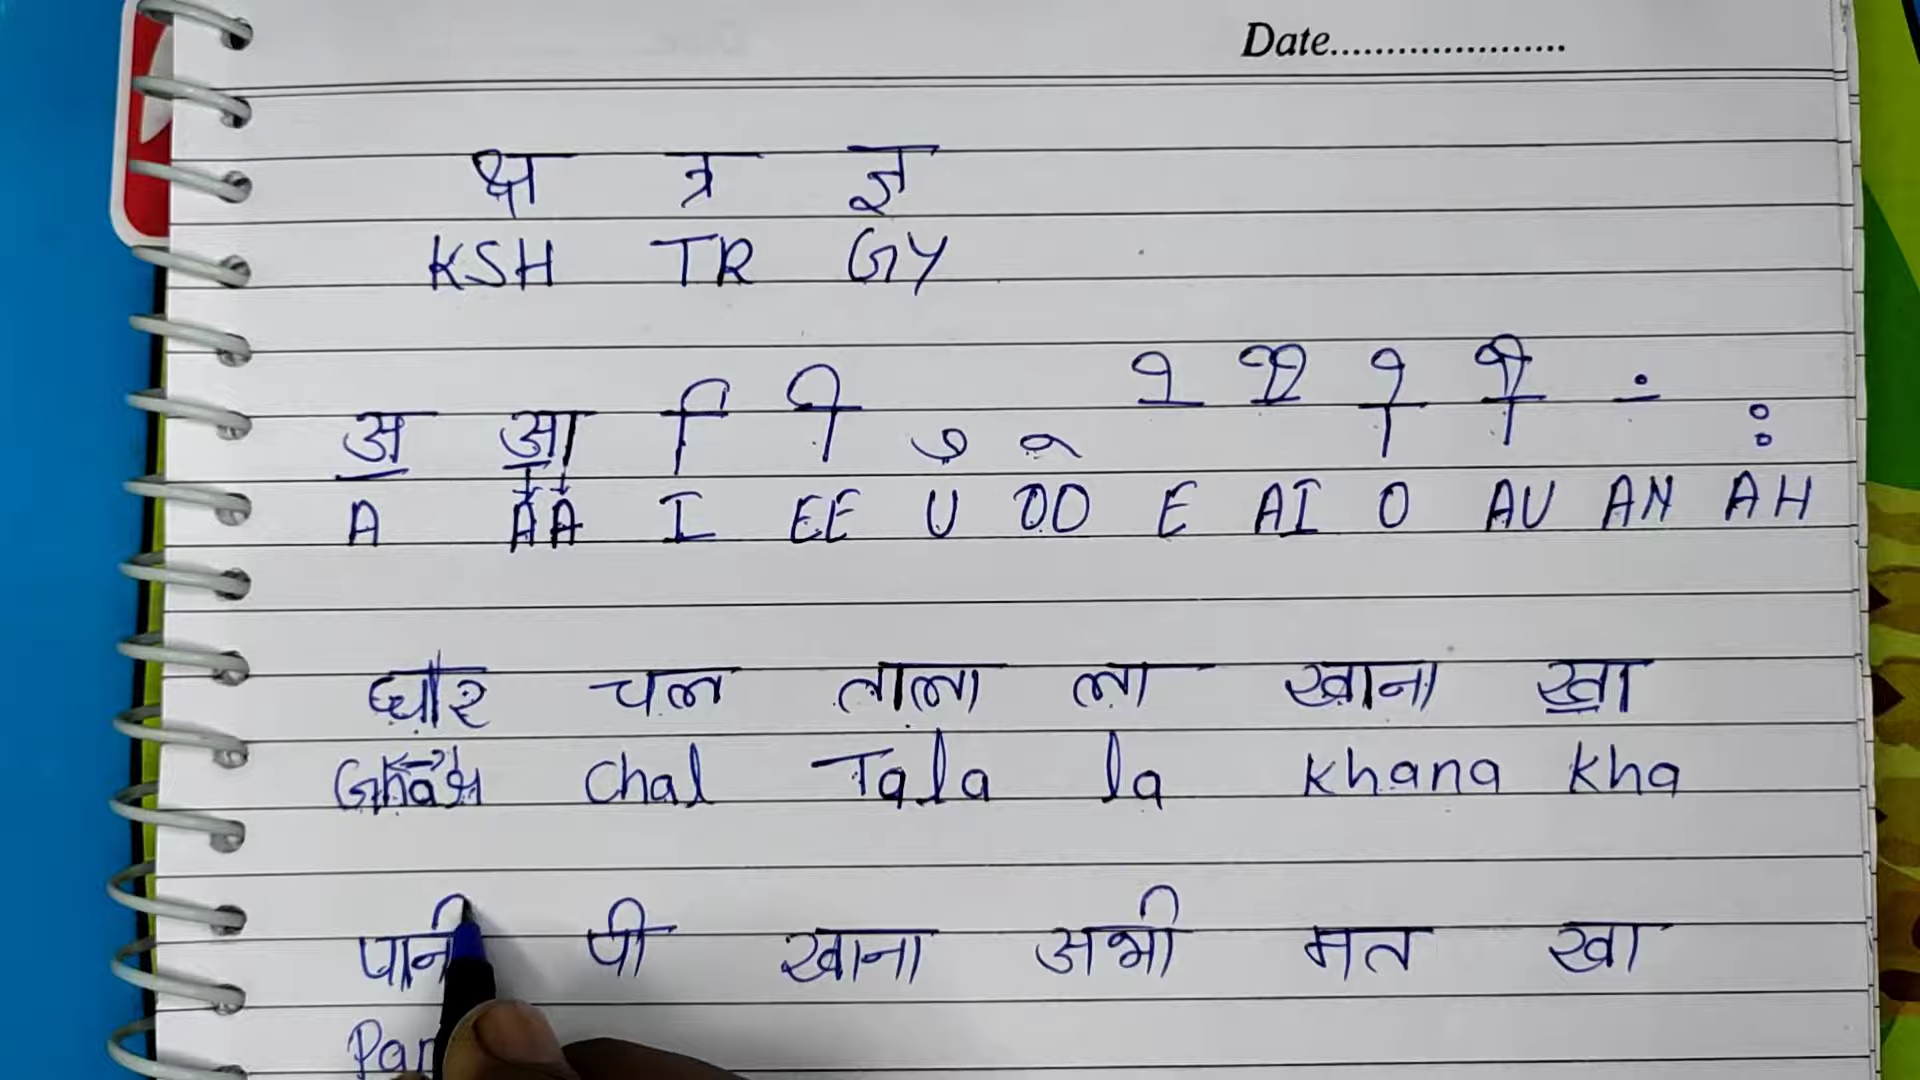 Date.....................
क्ष त्र ज्ञ
KSH TR GY
अ आ ि ी ु ू े ै ो ौ ं ः
A AA I EE U OO E AI O AU AN AH
चल ताला ला खाना खा
Chal Tala la Khana Kha
पानी पी खाना अभी मत खा